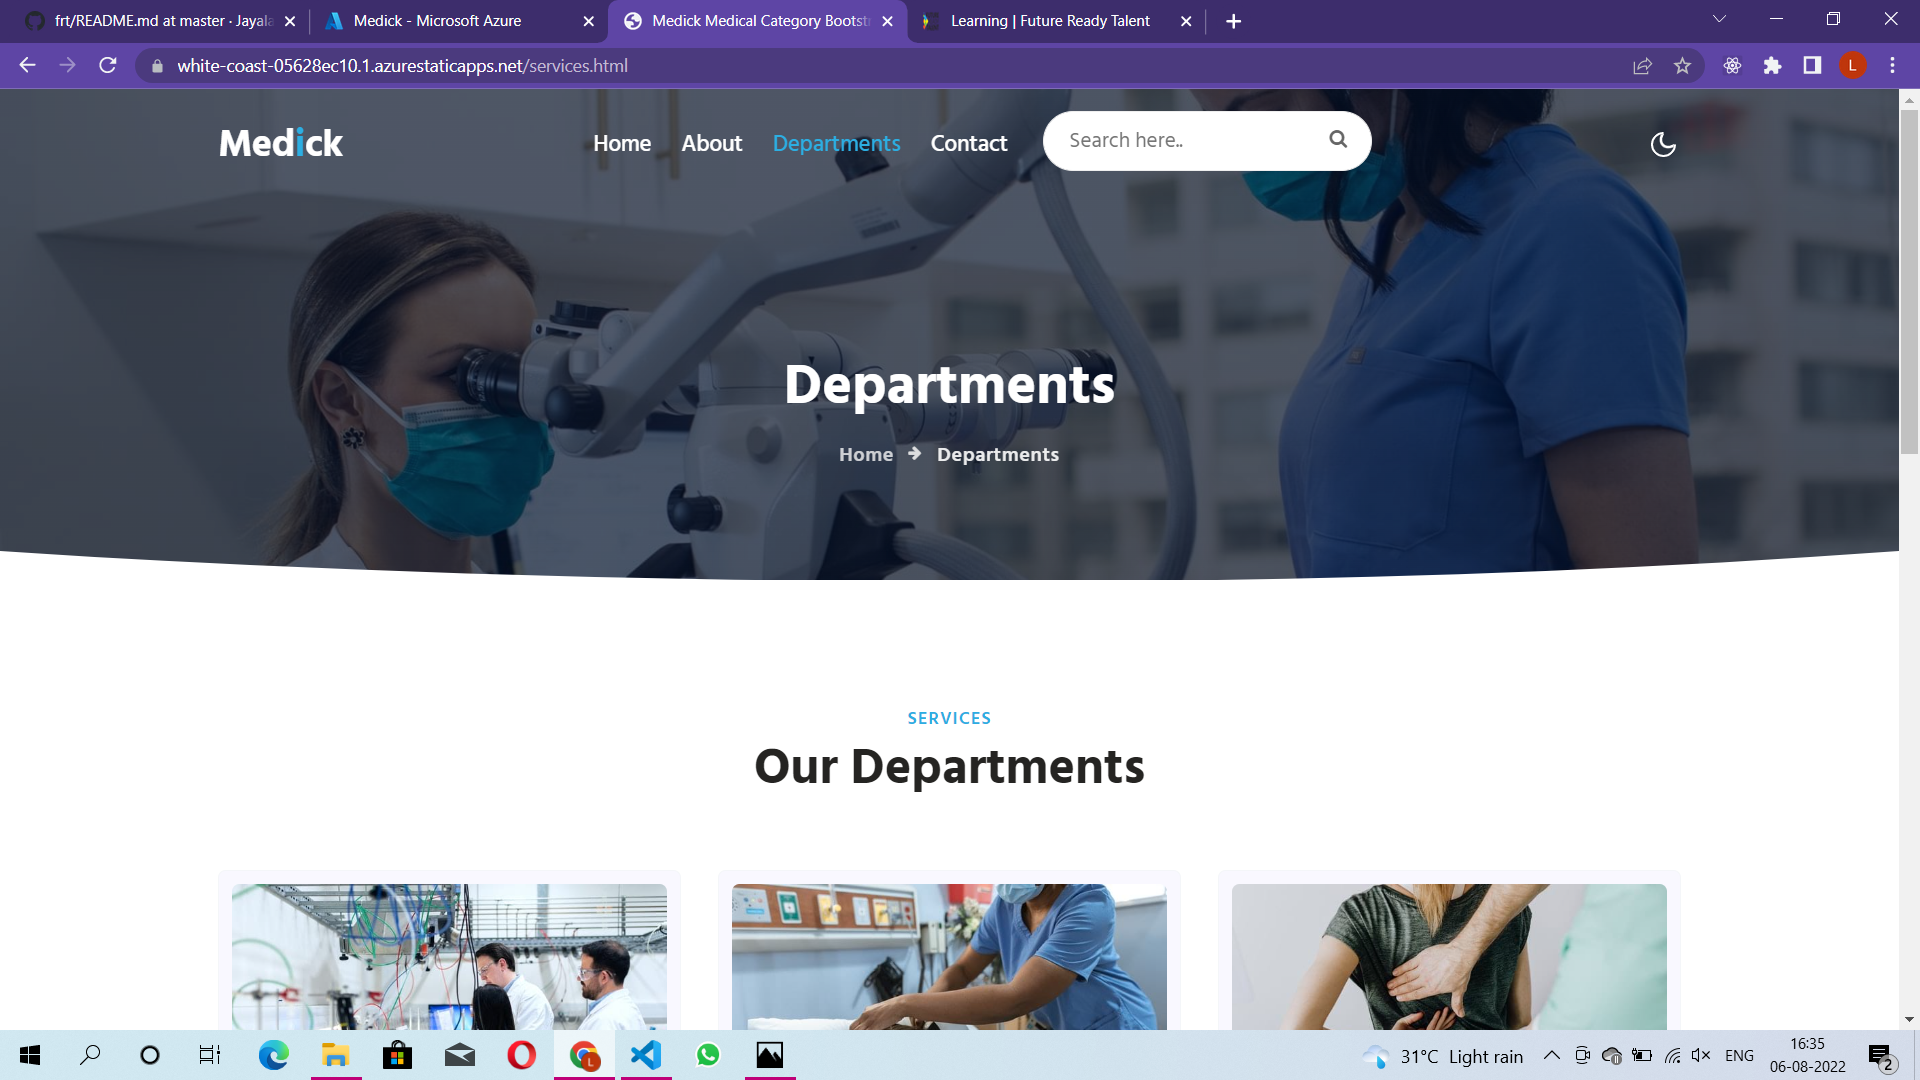 frt/README.md at master · Jayala
Medick - Microsoft Azure
Medick Medical Category Bootstr
Learning | Future Ready Talent
white-coast-05628ec10.1.azurestaticapps.net/services.html
L
Medick
Home
About
Departments
Contact
Search here..
Departments
Home
Departments
SERVICES
Our Departments
L
31°C Light rain
ENG
16:35
06-08-2022
2